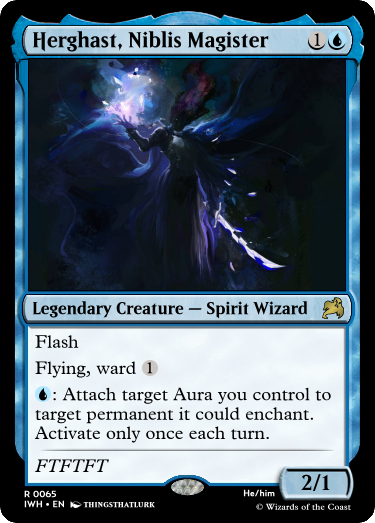 Herghast, Niblis Magister 1
Legendary Creature — Spirit Wizard
Flash
Flying, ward 1
: Attach target Aura you control to
target permanent it could enchant.
Activate only once each turn.
FTFTFT
2/1
R 0065
IWH • EN THINGSTHATLURK
He/him
© Wizards of the Coast